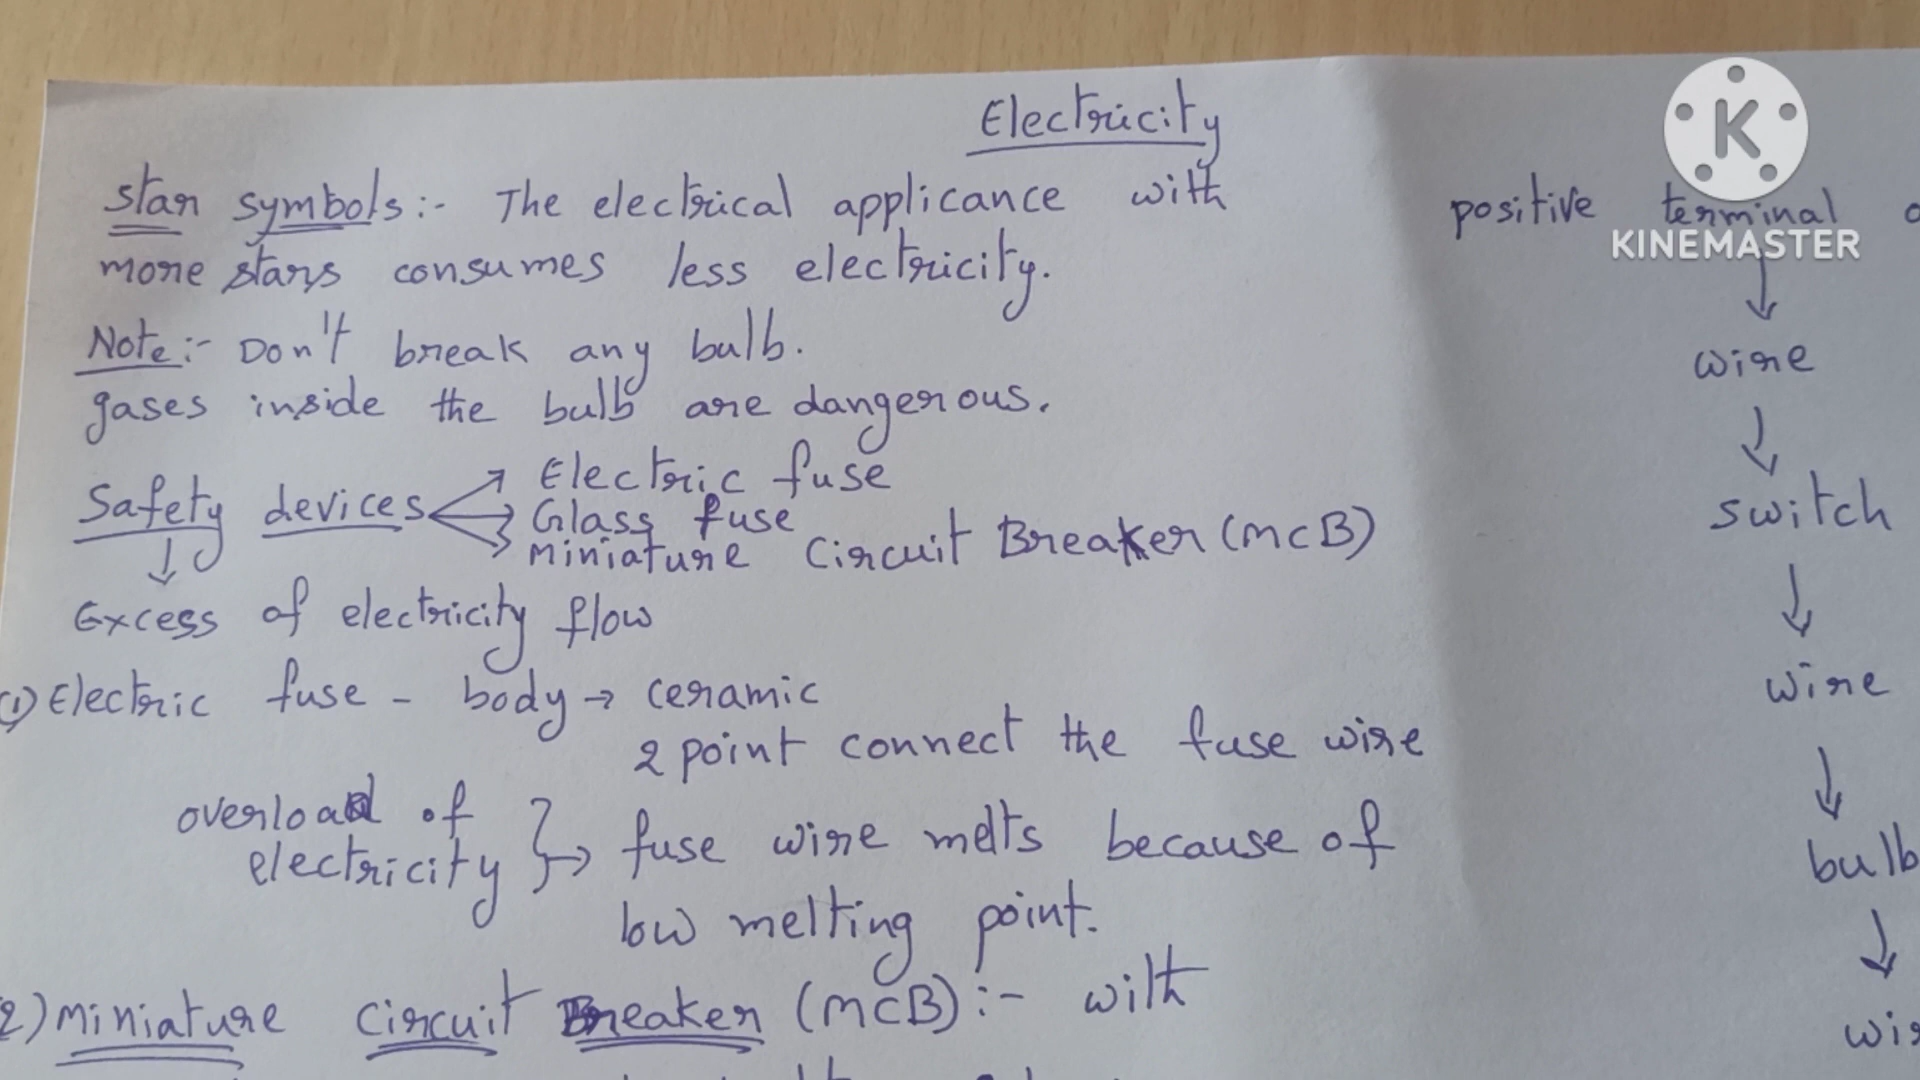 Electricity
star symbols:- The electrical applicance with
more stars consumes less electricity.
Note:- Don't break any bulb.
gases inside the bulb are dangerous.
Safety devices → Electric fuse
→ Glass fuse
→ Miniature Circuit Breaker (MCB)
↓
Excess of electricity flow
(1) Electric fuse - body → ceramic
2 point connect the fuse wire
overload of
electricity } → fuse wire melts because of
low melting point.
2) Miniature Circuit Breaker (MCB):- with
positive terminal
↓
wire
↓
switch
↓
wire
↓
bulb
↓
K
KINEMASTER